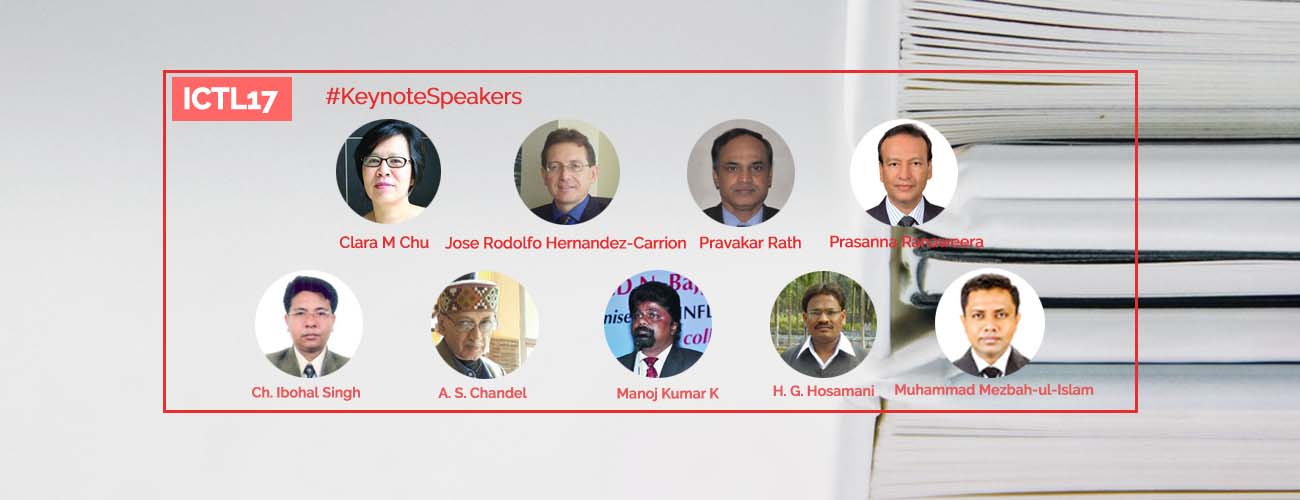 ICTL17
#KeynoteSpeakers
Clara M Chu
Jose Rodolfo Hernandez-Carrion
Pravakar Rath
Prasanna Ranaweera
Ch. Ibohal Singh
A. S. Chandel
Manoj Kumar K
H. G. Hosamani
Muhammad Mezbah-ul-Islam